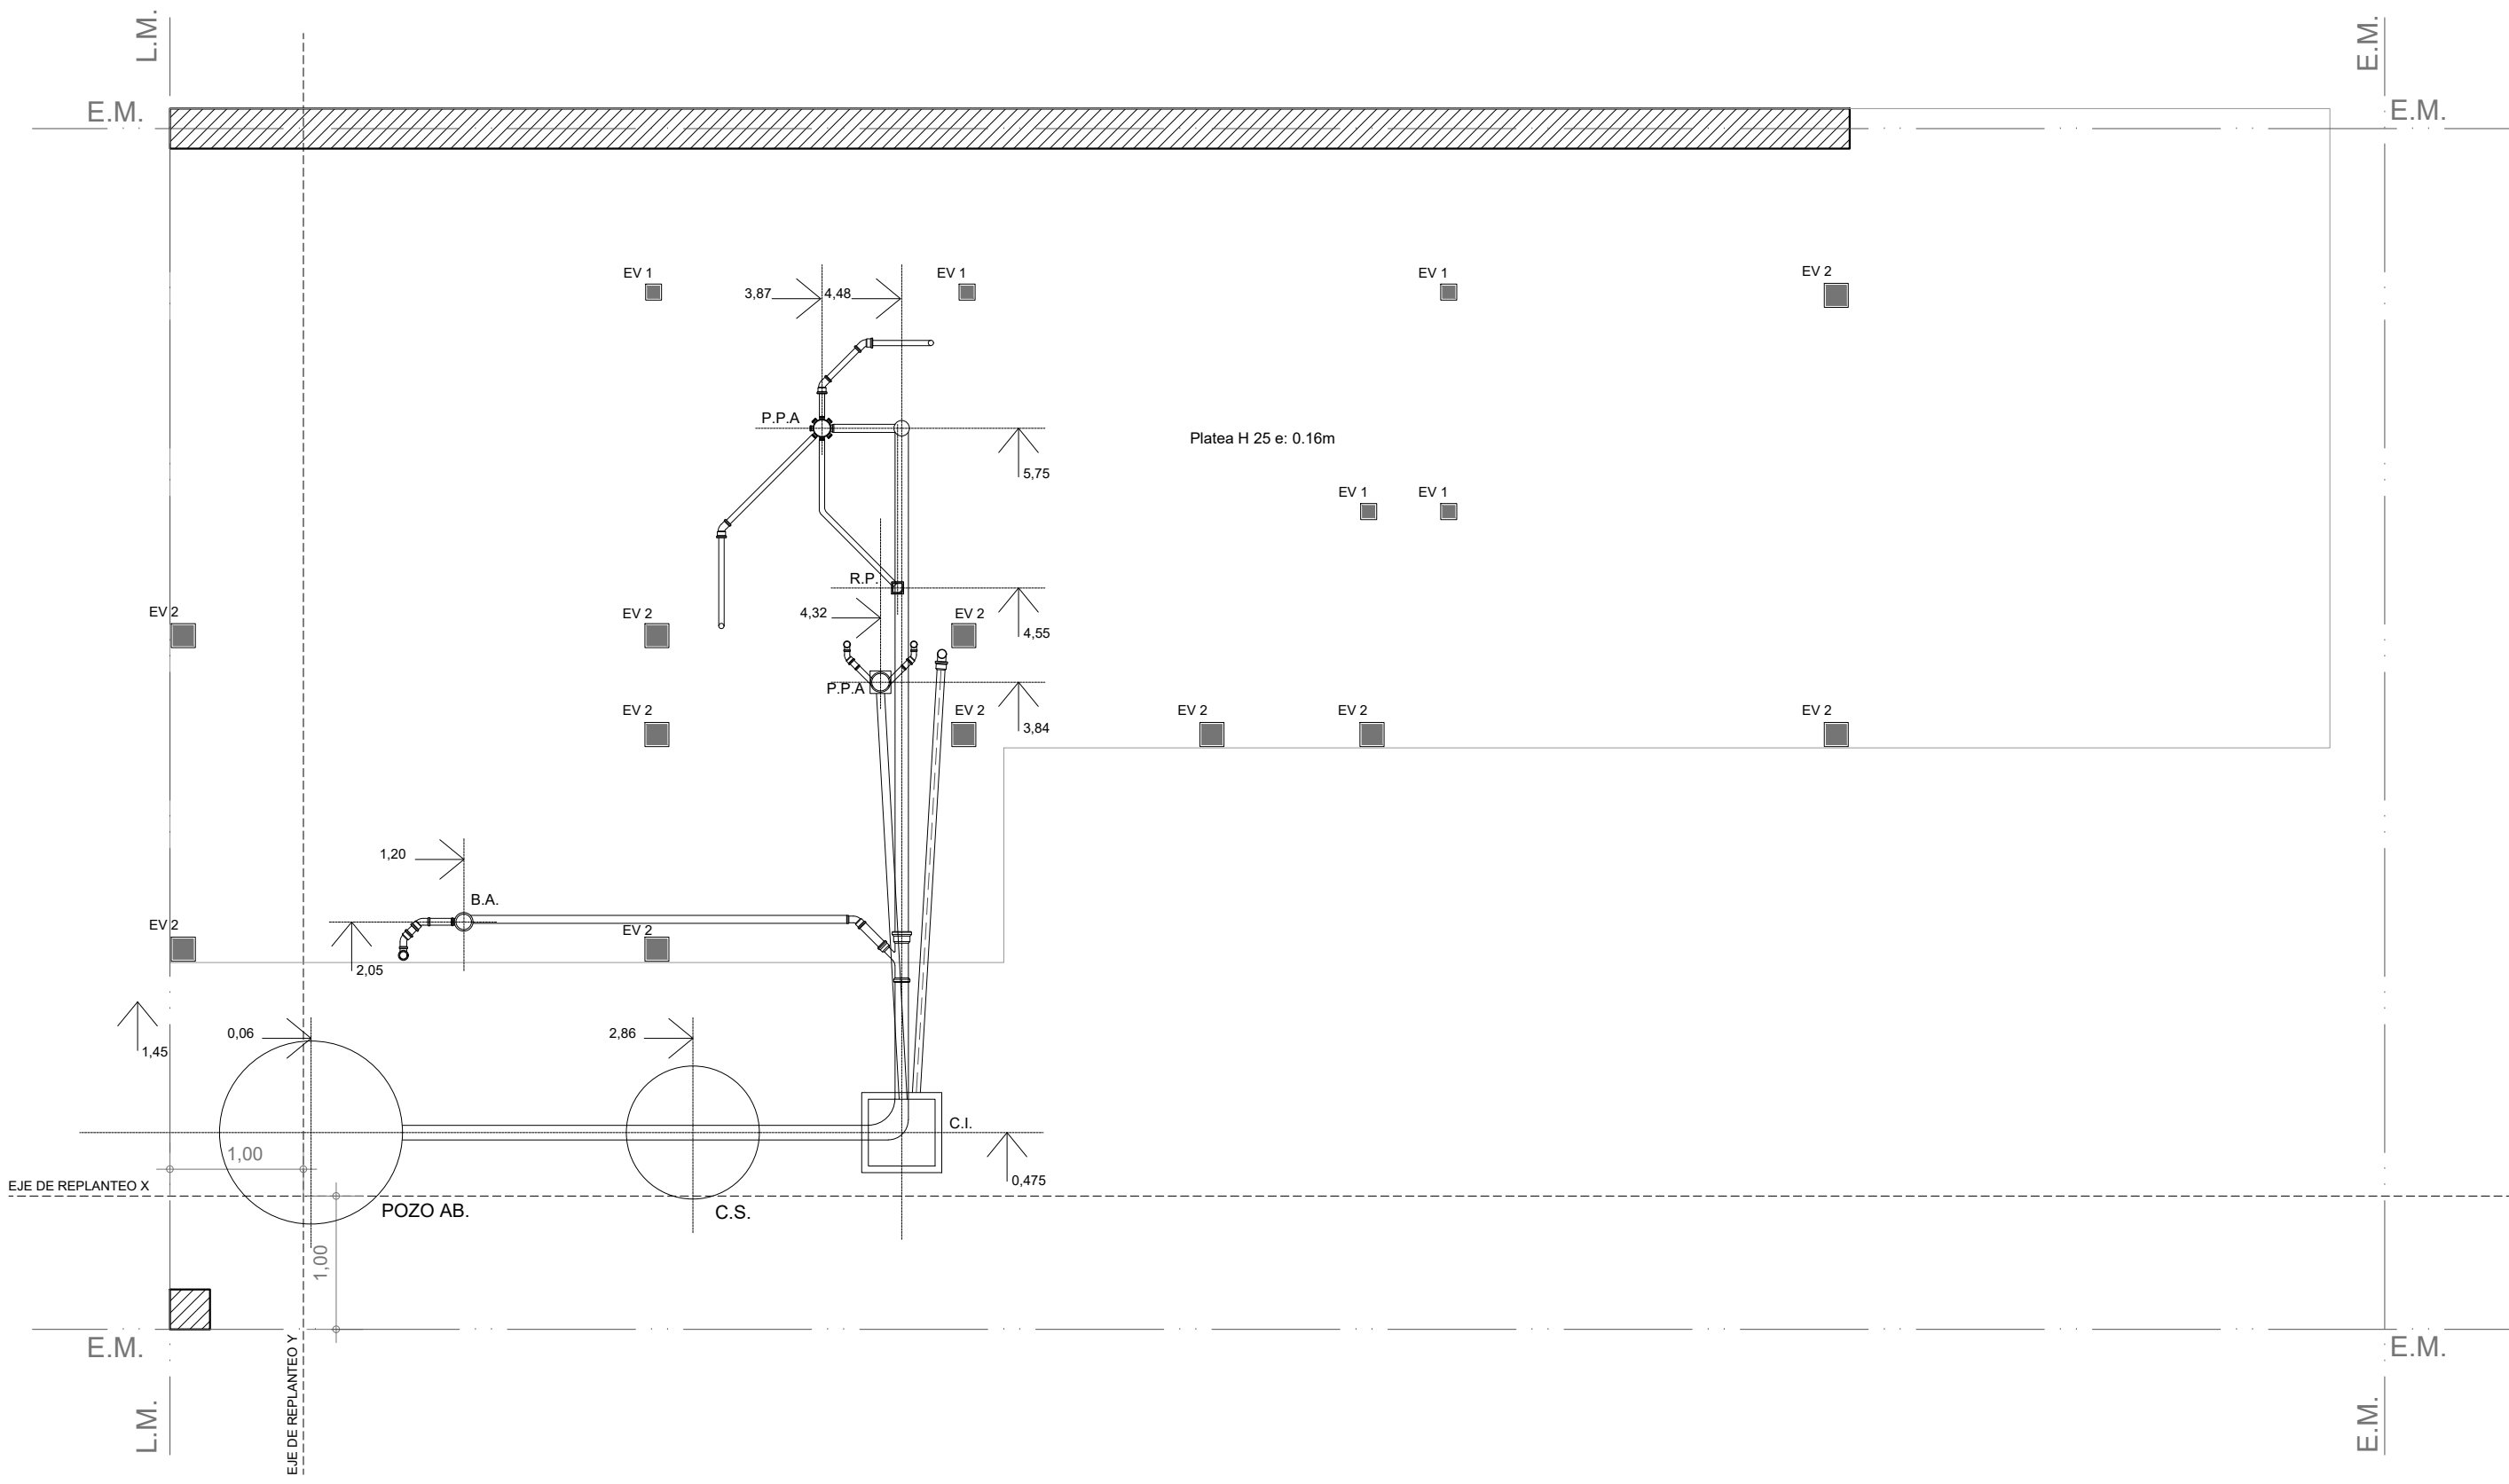 L.M.
E.M.
E.M.
E.M.
EV 1
EV 1
EV 1
EV 2
3,87
4,48
P.P.A
Platea H 25 e: 0.16m
5,75
EV 1
EV 1
R.P.
4,32
4,55
EV 2
EV 2
EV 2
P.P.A
EV 2
EV 2
EV 2
EV 2
EV 2
3,84
1,20
B.A.
EV 2
EV 2
2,05
0,06
2,86
1,45
C.I.
1,00
0,475
EJE DE REPLANTEO X
POZO AB.
C.S.
1,00
E.M.
E.M.
EJE DE REPLANTEO Y
L.M.
E.M.